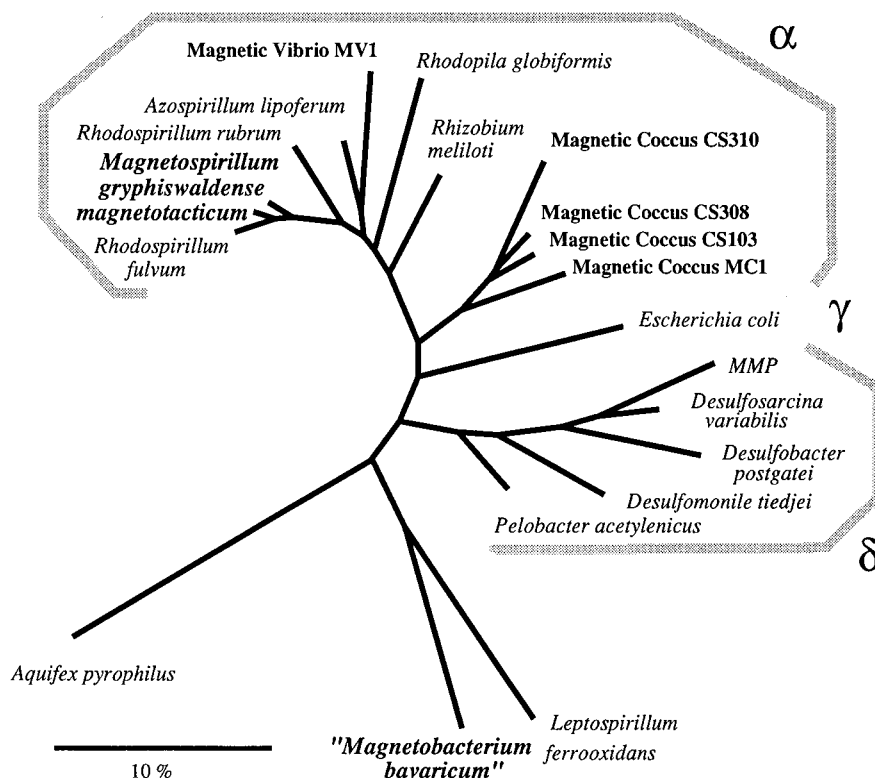 α
Magnetic Vibrio MV1
Rhodopila globiformis
Azospirillum lipoferum
Rhodospirillum rubrum
Rhizobium
meliloti
Magnetic Coccus CS310
Magnetospirillum
gryphiswaldense
magnetotacticum
Rhodospirillum
fulvum
Magnetic Coccus CS308
Magnetic Coccus CS103
Magnetic Coccus MC1
γ
Escherichia coli
MMP
Desulfosarcina
variabilis
Desulfobacter
postgatei
Desulfomonile tiedjei
Pelobacter acetylenicus
δ
Aquifex pyrophilus
Leptospirillum
ferrooxidans
"Magnetobacterium
bavaricum"
10 %